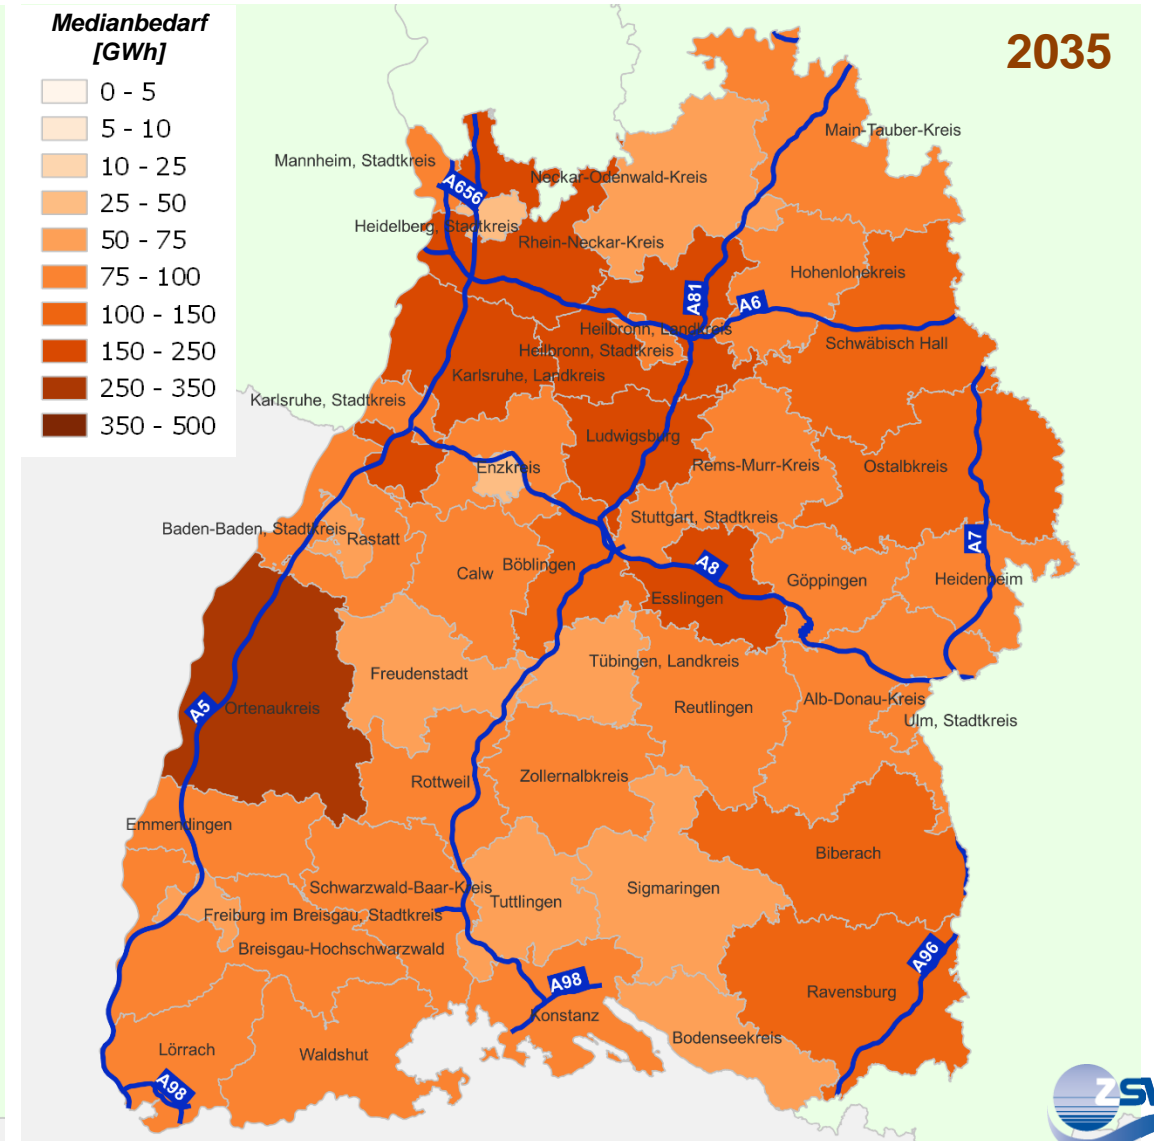 Medianbedarf
[GWh]
0 - 5
5 - 10
10 - 25
25 - 50
50 - 75
75 - 100
100 - 150
150 - 250
250 - 350
350 - 500
2035
Main-Tauber-Kreis
Mannheim, Stadtkreis
Neckar-Odenwald-Kreis
A656
Heidelberg, Stadtkreis
Rhein-Neckar-Kreis
Hohenlohekreis
A81
A6
Heilbronn, Landkreis
Schwäbisch Hall
Heilbronn, Stadtkreis
Karlsruhe, Landkreis
Karlsruhe, Stadtkreis
Ludwigsburg
Enzkreis
Rems-Murr-Kreis
Ostalbkreis
Stuttgart, Stadtkreis
Baden-Baden, Stadtkreis
Rastatt
A7
Böblingen
Calw
A8
Göppingen
Heidenheim
Esslingen
Tübingen, Landkreis
Freudenstadt
Alb-Donau-Kreis
Reutlingen
A5
Ortenaukreis
Ulm, Stadtkreis
Zollernalbkreis
Rottweil
Emmendingen
Biberach
Schwarzwald-Baar-Kreis
Sigmaringen
Tuttlingen
Freiburg im Breisgau, Stadtkreis
Breisgau-Hochschwarzwald
A96
A98
Ravensburg
Konstanz
Bodenseekreis
Lörrach
Waldshut
A98